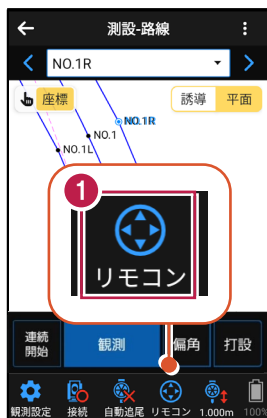 測設-路線
NO.1R
座標
誘導 平面
NO.1R
NO.1
NO.1L
1
リモコン
連続
開始
観測
偏角
打設
観測設定 接続 自動追尾 リモコン 1.000m 100%